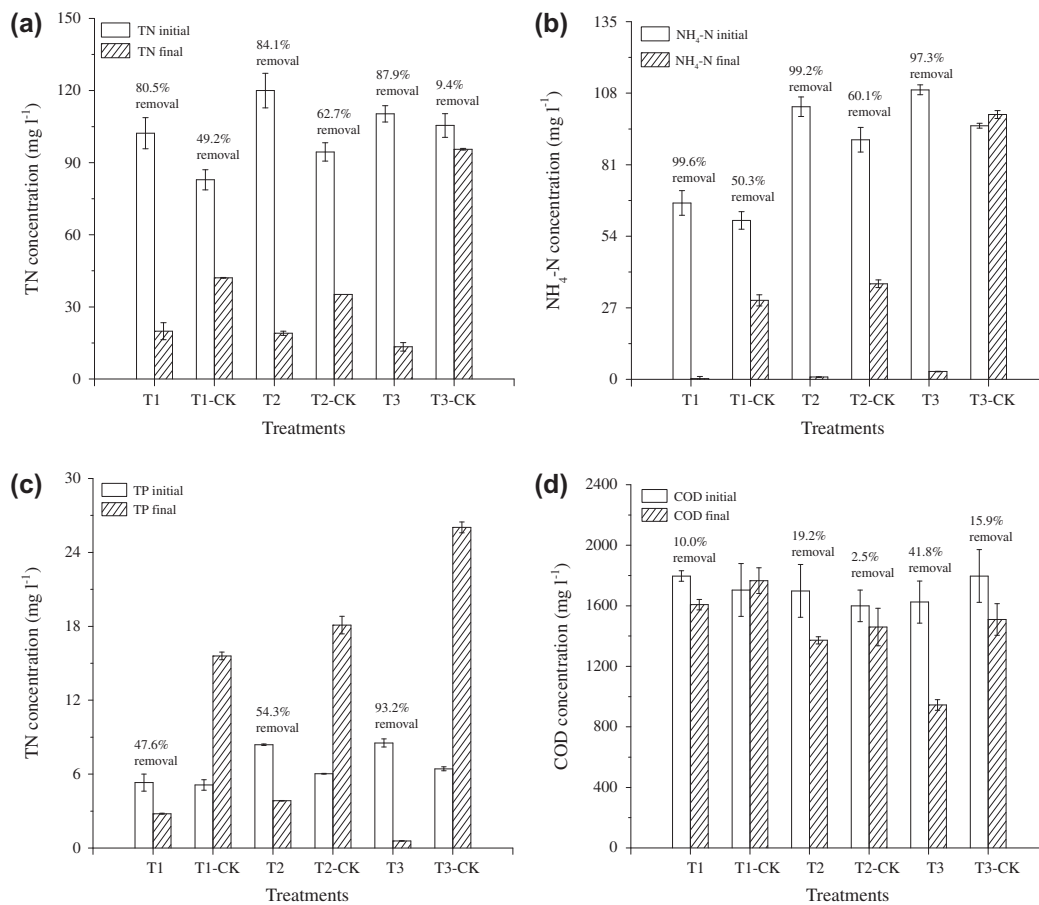 (a)
TN initial
TN final
TN concentration (mg l⁻¹)
150
120
90
60
30
0
80.5%
removal
49.2%
removal
84.1%
removal
62.7%
removal
87.9%
removal
9.4%
removal
T1 T1-CK T2 T2-CK T3 T3-CK
Treatments
(b)
NH₄-N initial
NH₄-N final
NH₄-N concentration (mg l⁻¹)
135
108
81
54
27
0
99.6%
removal
50.3%
removal
99.2%
removal
60.1%
removal
97.3%
removal
T1 T1-CK T2 T2-CK T3 T3-CK
Treatments
(c)
TP initial
TP final
TN concentration (mg l⁻¹)
30
24
18
12
6
0
47.6%
removal
54.3%
removal
93.2%
removal
T1 T1-CK T2 T2-CK T3 T3-CK
Treatments
(d)
COD initial
COD final
COD concentration (mg l⁻¹)
2400
2000
1600
1200
800
400
0
10.0%
removal
19.2%
removal
2.5%
removal
41.8%
removal
15.9%
removal
T1 T1-CK T2 T2-CK T3 T3-CK
Treatments